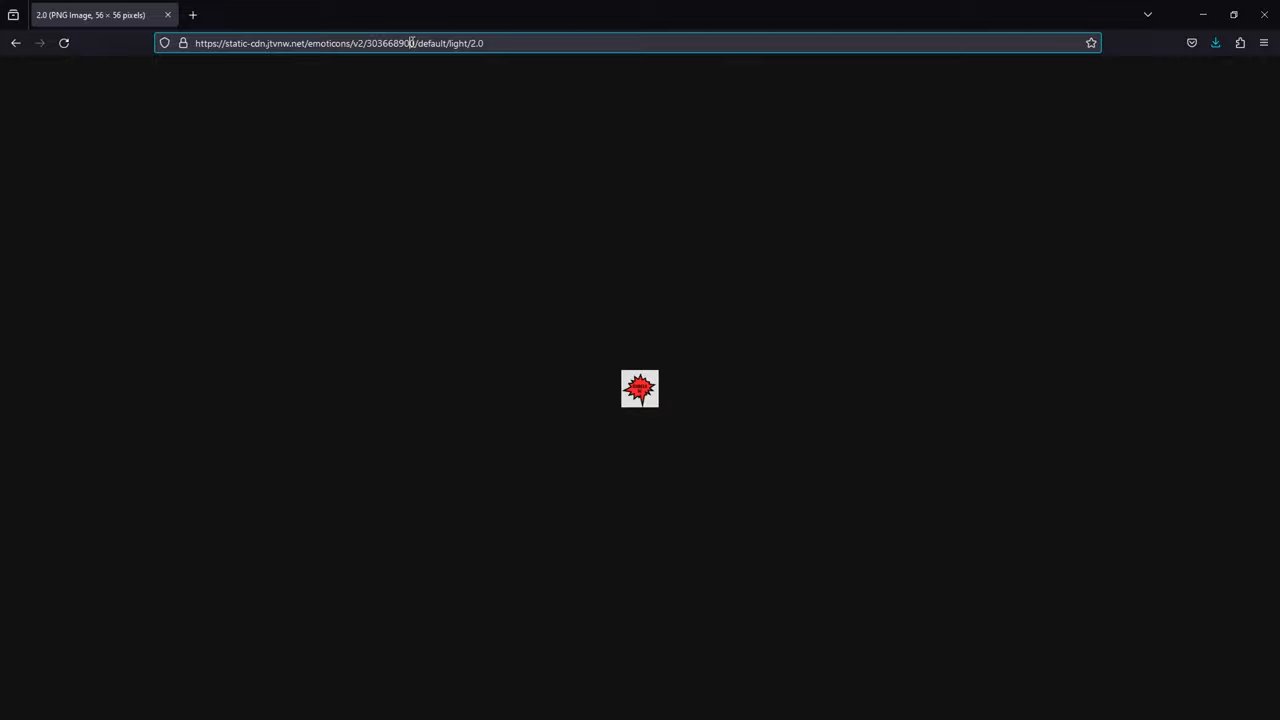 2.0 (PNG Image, 56 × 56 pixels)
https://static-cdn.jtvnw.net/emoticons/v2/303668900/default/light/2.0